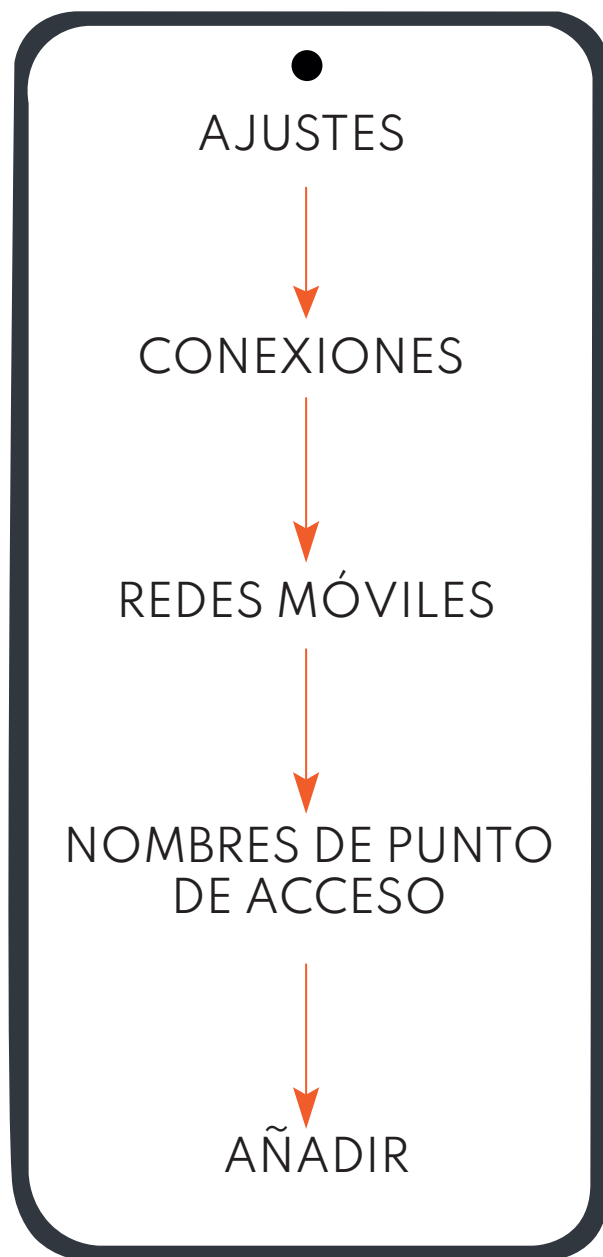 AJUSTES
CONEXIONES
REDES MÓVILES
NOMBRES DE PUNTO
DE ACCESO
AÑADIR